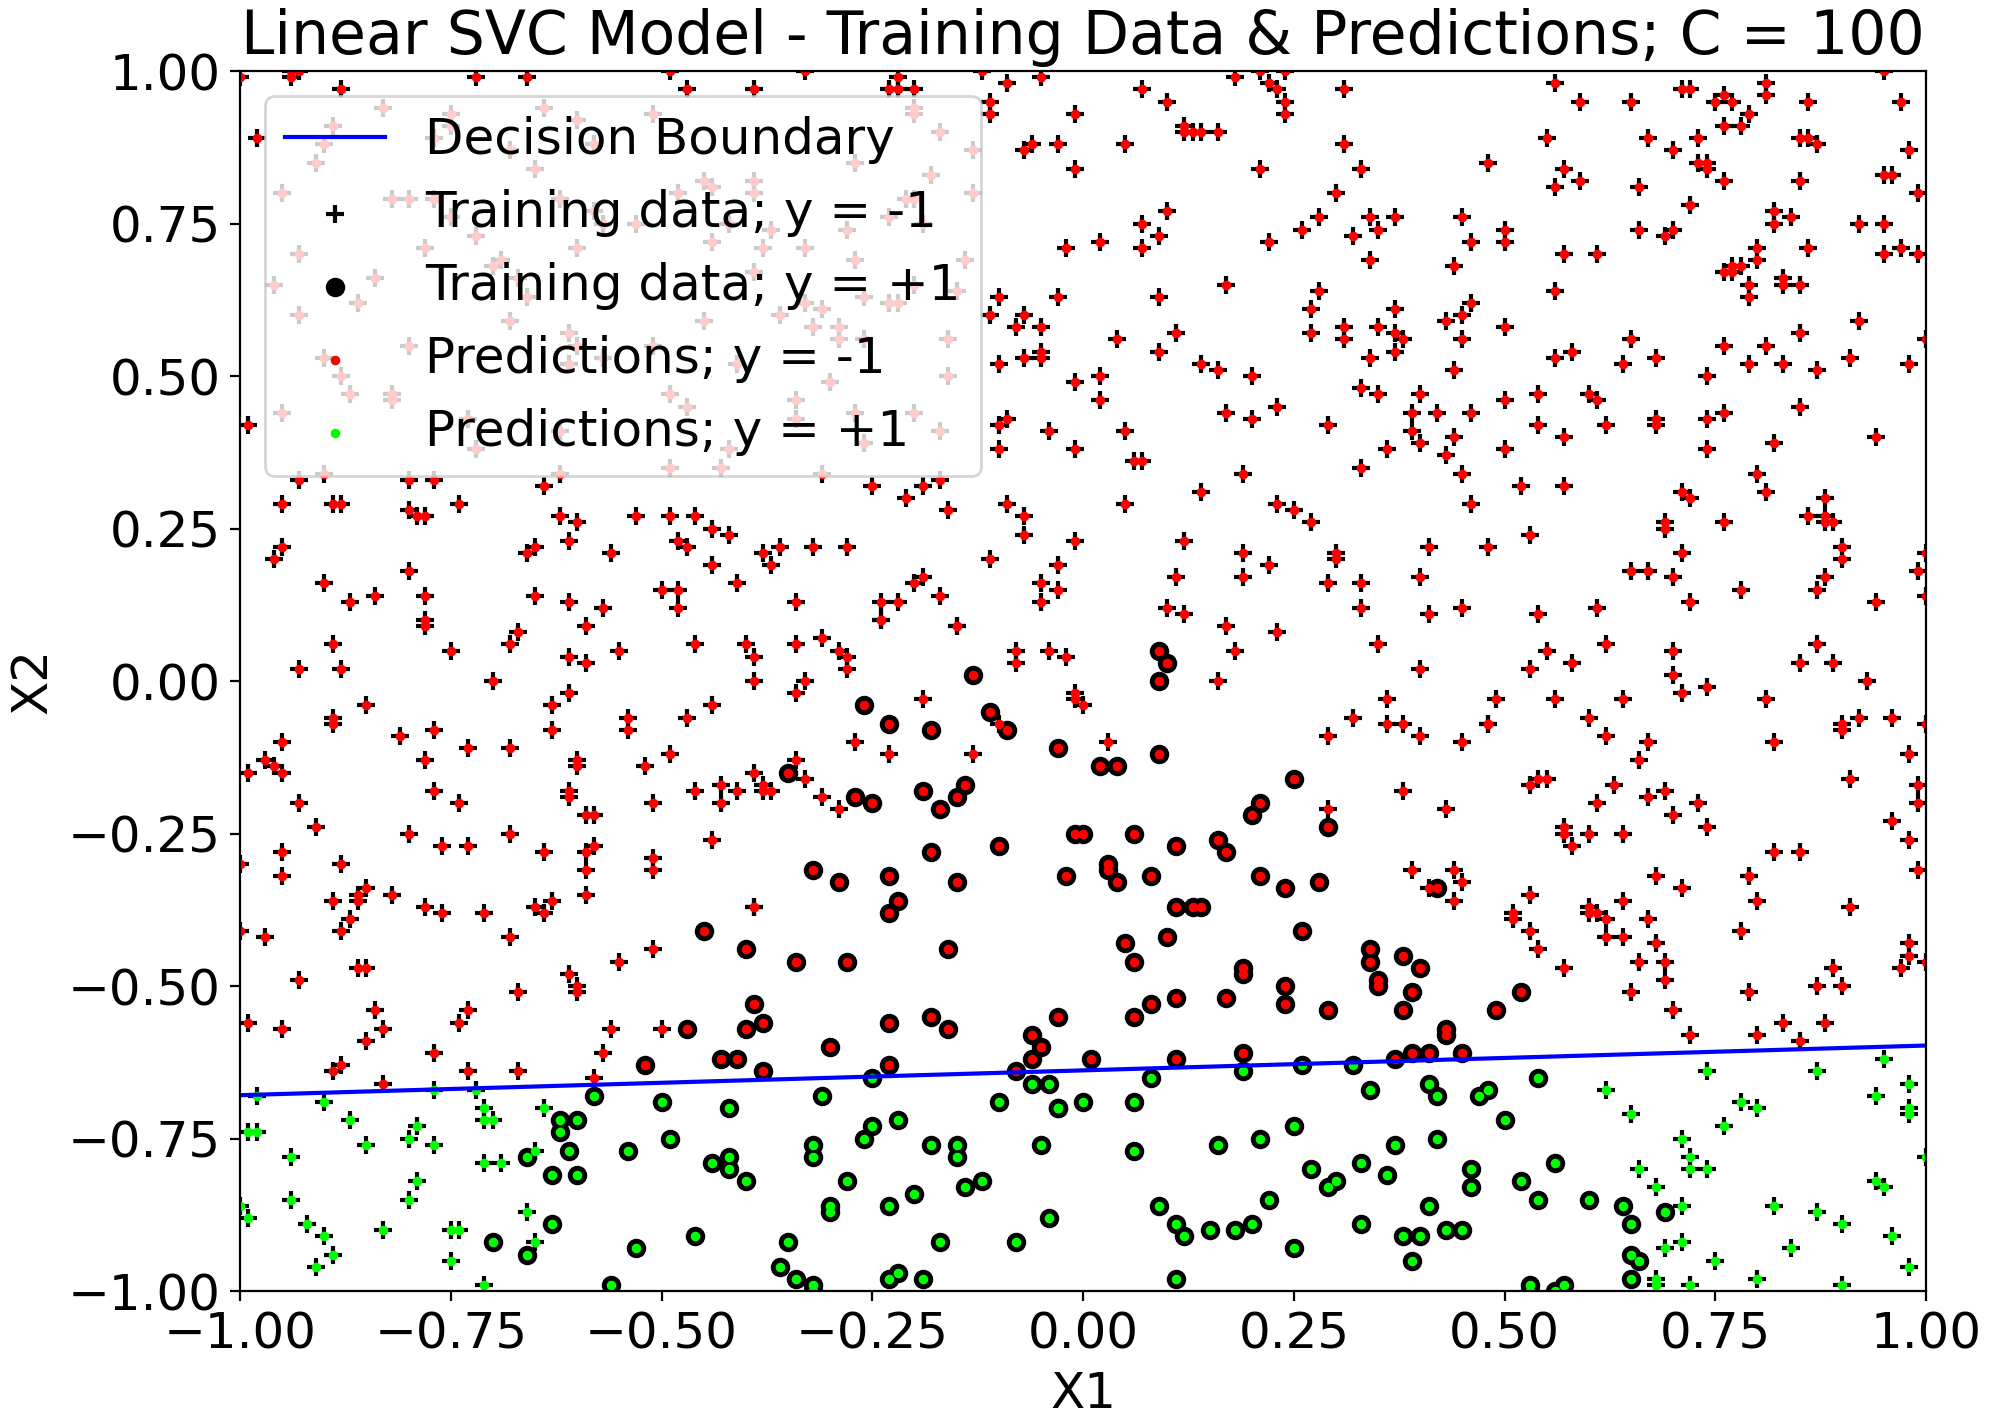 Linear SVC Model - Training Data & Predictions; C = 100
1.00
0.75
0.50
0.25
0.00
−0.25
−0.50
−0.75
−1.00
X2
Decision Boundary
Training data; y = -1
Training data; y = +1
Predictions; y = -1
Predictions; y = +1
−1.00 −0.75 −0.50 −0.25 0.00 0.25 0.50 0.75 1.00
X1